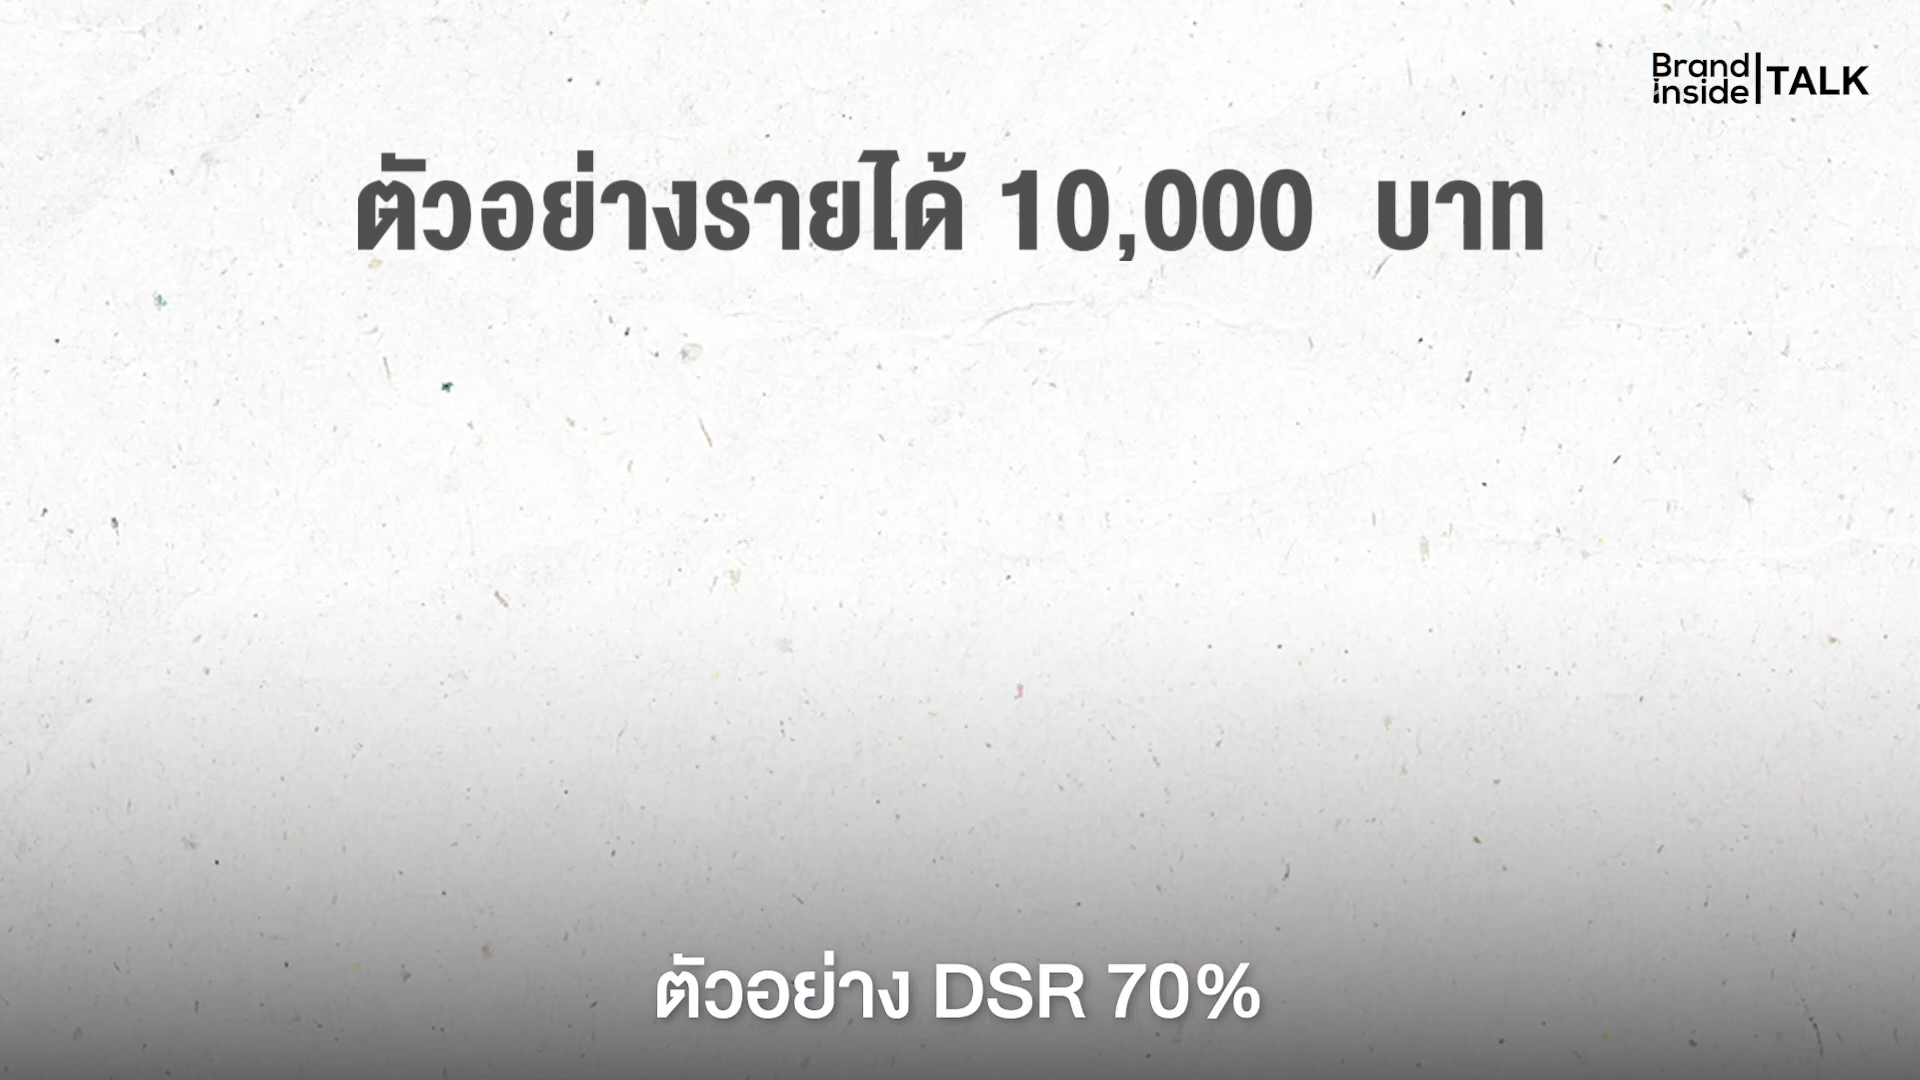 Brand
inside
TALK
ตัวอย่างรายได้ 10,000 บาท
ตัวอย่าง DSR 70%